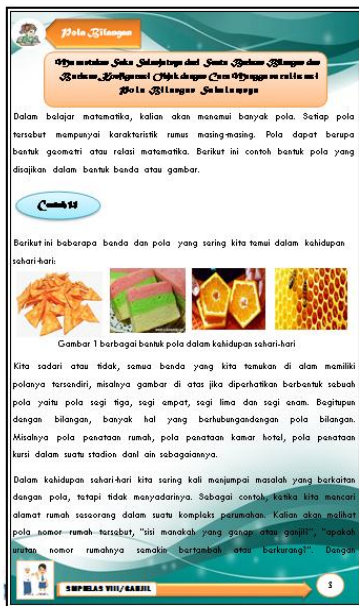 Pola Bilangan
Menentukan Suku Selanjutnya dari Suatu Barisan Bilangan dan
Barisan Konfigurasi Objek dengan Cara Menggeneralisasi
Pola Bilangan Sebelumnya
Dalam belajar matematika, kalian akan menemui banyak pola. Setiap pola
tersebut mempunyai karakteristik rumus masing-masing. Pola dapat berupa
bentuk geometri atau relasi matematika. Berikut ini contoh bentuk pola yang
disajikan dalam bentuk benda atau gambar.
Contoh 1.1
Berikut ini beberapa benda dan pola yang sering kita temui dalam kehidupan
sehari-hari:
Gambar 1 berbagai bentuk pola dalam kehidupan sehari-hari
Kita sadari atau tidak, semua benda yang kita temukan di alam memiliki
polanya tersendiri, misalnya gambar di atas jika diperhatikan berbentuk sebuah
pola yaitu pola segi tiga, segi empat, segi lima dan segi enam. Begitupun
dengan bilangan, banyak hal yang berhubungandengan pola bilangan.
Misalnya pola penataan rumah, pola penataan kamar hotel, pola penataan
kursi dalam suatu stadion danl ain sebagaiannya.
Dalam kehidupan sehari-hari kita sering kali menjumpai masalah yang berkaitan
dengan pola, tetapi tidak menyadarinya. Sebagai contoh, ketika kita mencari
alamat rumah seseorang dalam suatu kompleks perumahan. Kalian akan melihat
pola nomor rumah tersebut, "sisi manakah yang genap atau ganjil?", "apakah
urutan nomor rumahnya semakin bertambah atau berkurang?". Dengan
SMP KELAS VIII/GANJIL